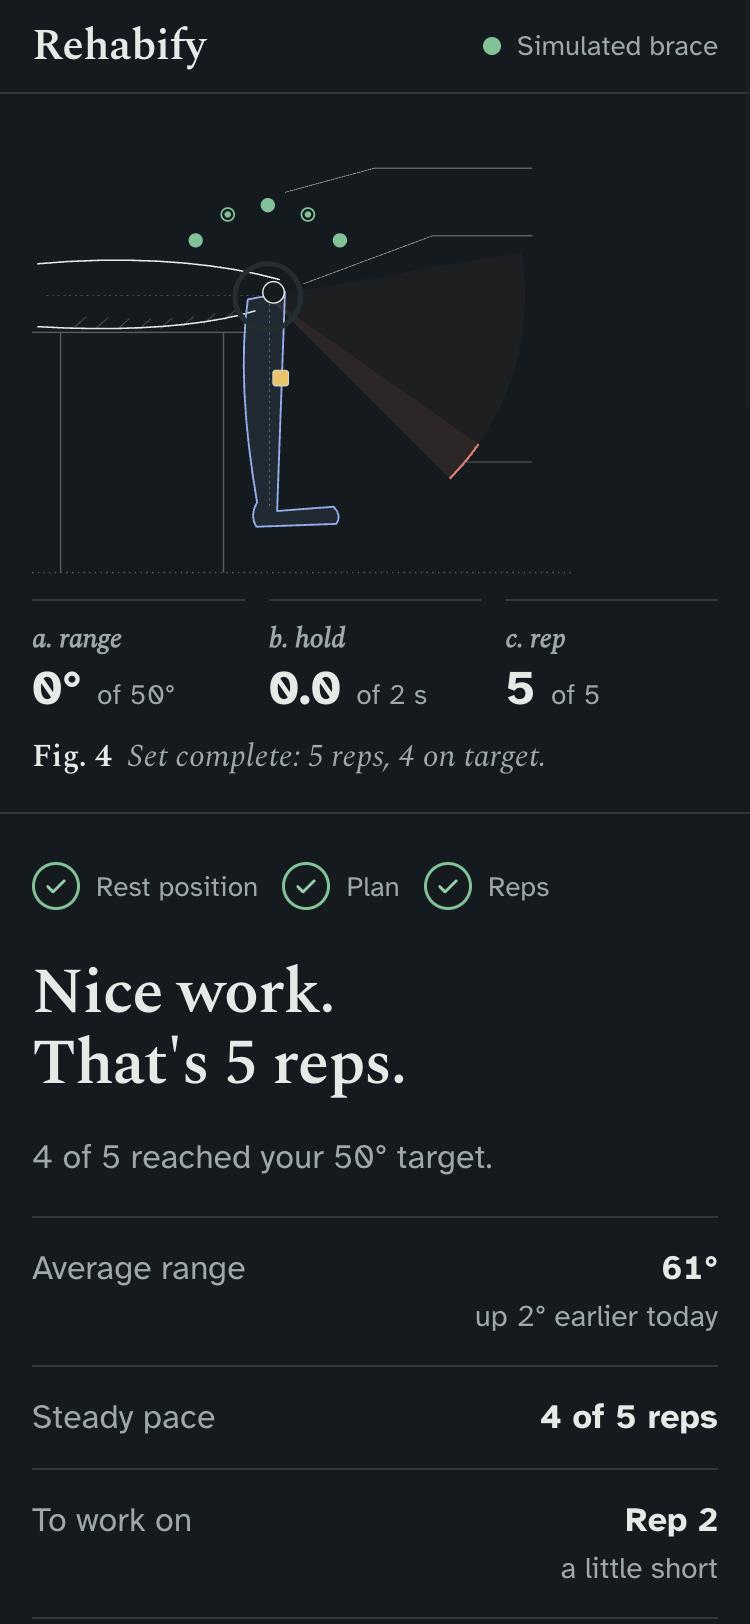 Rehabify
Simulated brace
a. range
b. hold
c. rep
0° of 50°
0.0 of 2 s
5 of 5
Fig. 4 Set complete: 5 reps, 4 on target.
Rest position
Plan
Reps
Nice work.
That's 5 reps.
4 of 5 reached your 50° target.
Average range
61°
up 2° earlier today
Steady pace
4 of 5 reps
To work on
Rep 2
a little short